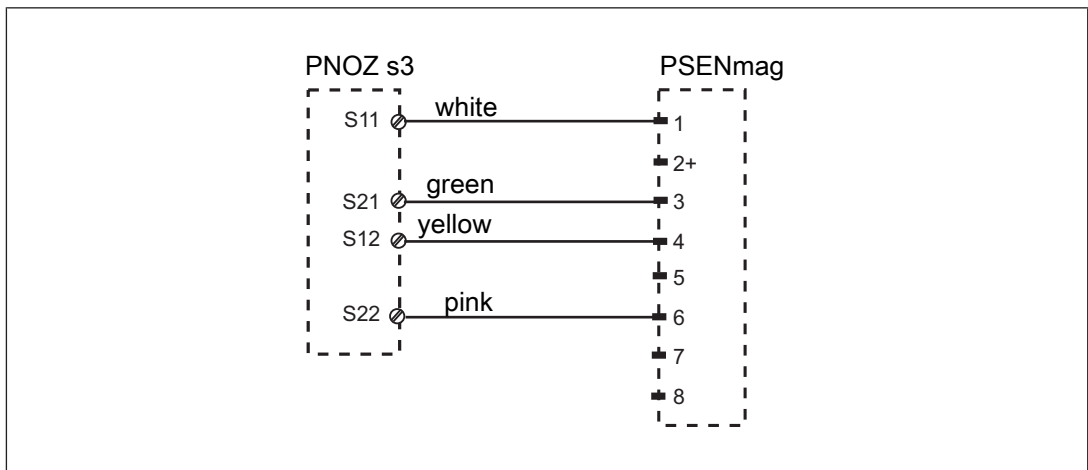 PNOZ s3 PSENmag
S11 white 1
2+
S21 green 3
S12 yellow 4
5
S22 pink 6
7
8